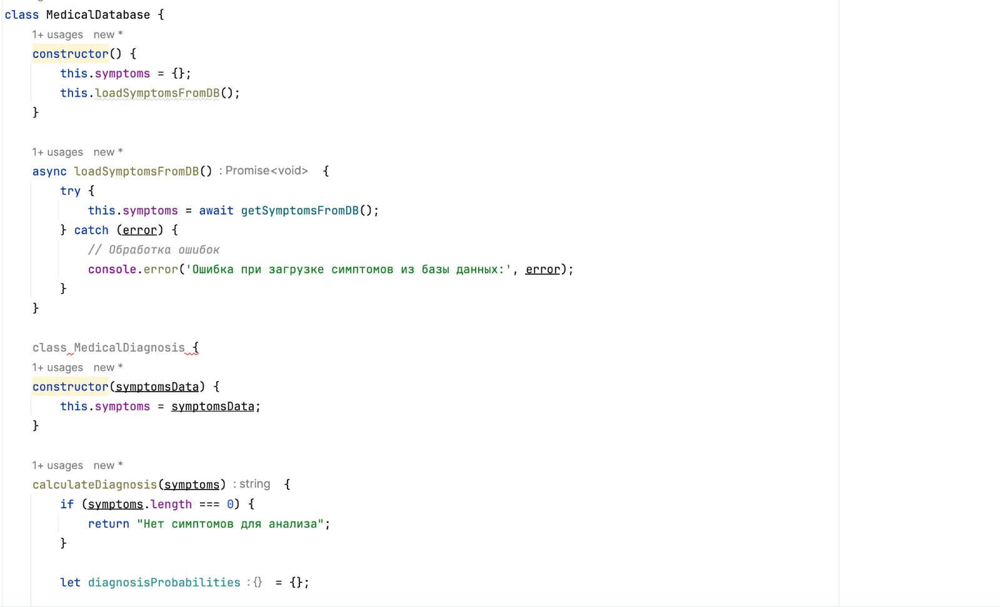 class MedicalDatabase {
1+ usages new *
constructor() {
this.symptoms = {};
this.loadSymptomsFromDB();
}
1+ usages new *
async loadSymptomsFromDB() : Promise<void> {
try {
this.symptoms = await getSymptomsFromDB();
} catch (error) {
// Обработка ошибок
console.error('Ошибка при загрузке симптомов из базы данных:', error);
}
}
class MedicalDiagnosis {
1+ usages new *
constructor(symptomsData) {
this.symptoms = symptomsData;
}
1+ usages new *
calculateDiagnosis(symptoms) : string {
if (symptoms.length === 0) {
return "Нет симптомов для анализа";
}
let diagnosisProbabilities : {} = {};